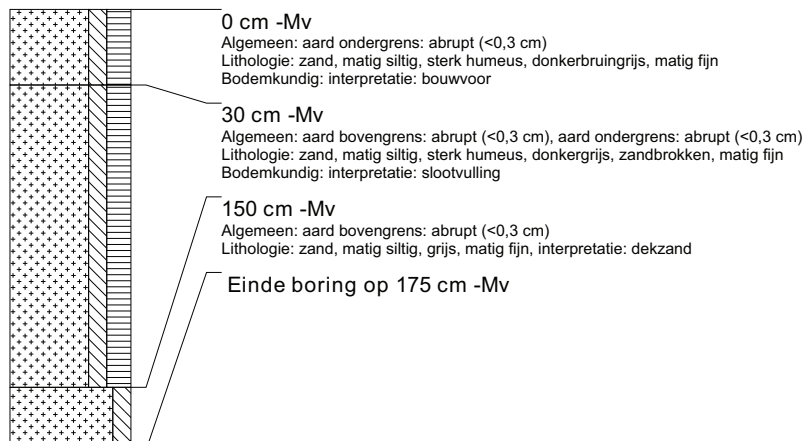 0 cm -Mv
Algemeen: aard ondergrens: abrupt (<0,3 cm)
Lithologie: zand, matig siltig, sterk humeus, donkerbruingrijs, matig fijn
Bodemkundig: interpretatie: bouwvoor
30 cm -Mv
Algemeen: aard bovengrens: abrupt (<0,3 cm), aard ondergrens: abrupt (<0,3 cm)
Lithologie: zand, matig siltig, sterk humeus, donkergrijs, zandbrokken, matig fijn
Bodemkundig: interpretatie: slootvulling
150 cm -Mv
Algemeen: aard bovengrens: abrupt (<0,3 cm)
Lithologie: zand, matig siltig, grijs, matig fijn, interpretatie: dekzand
Einde boring op 175 cm -Mv